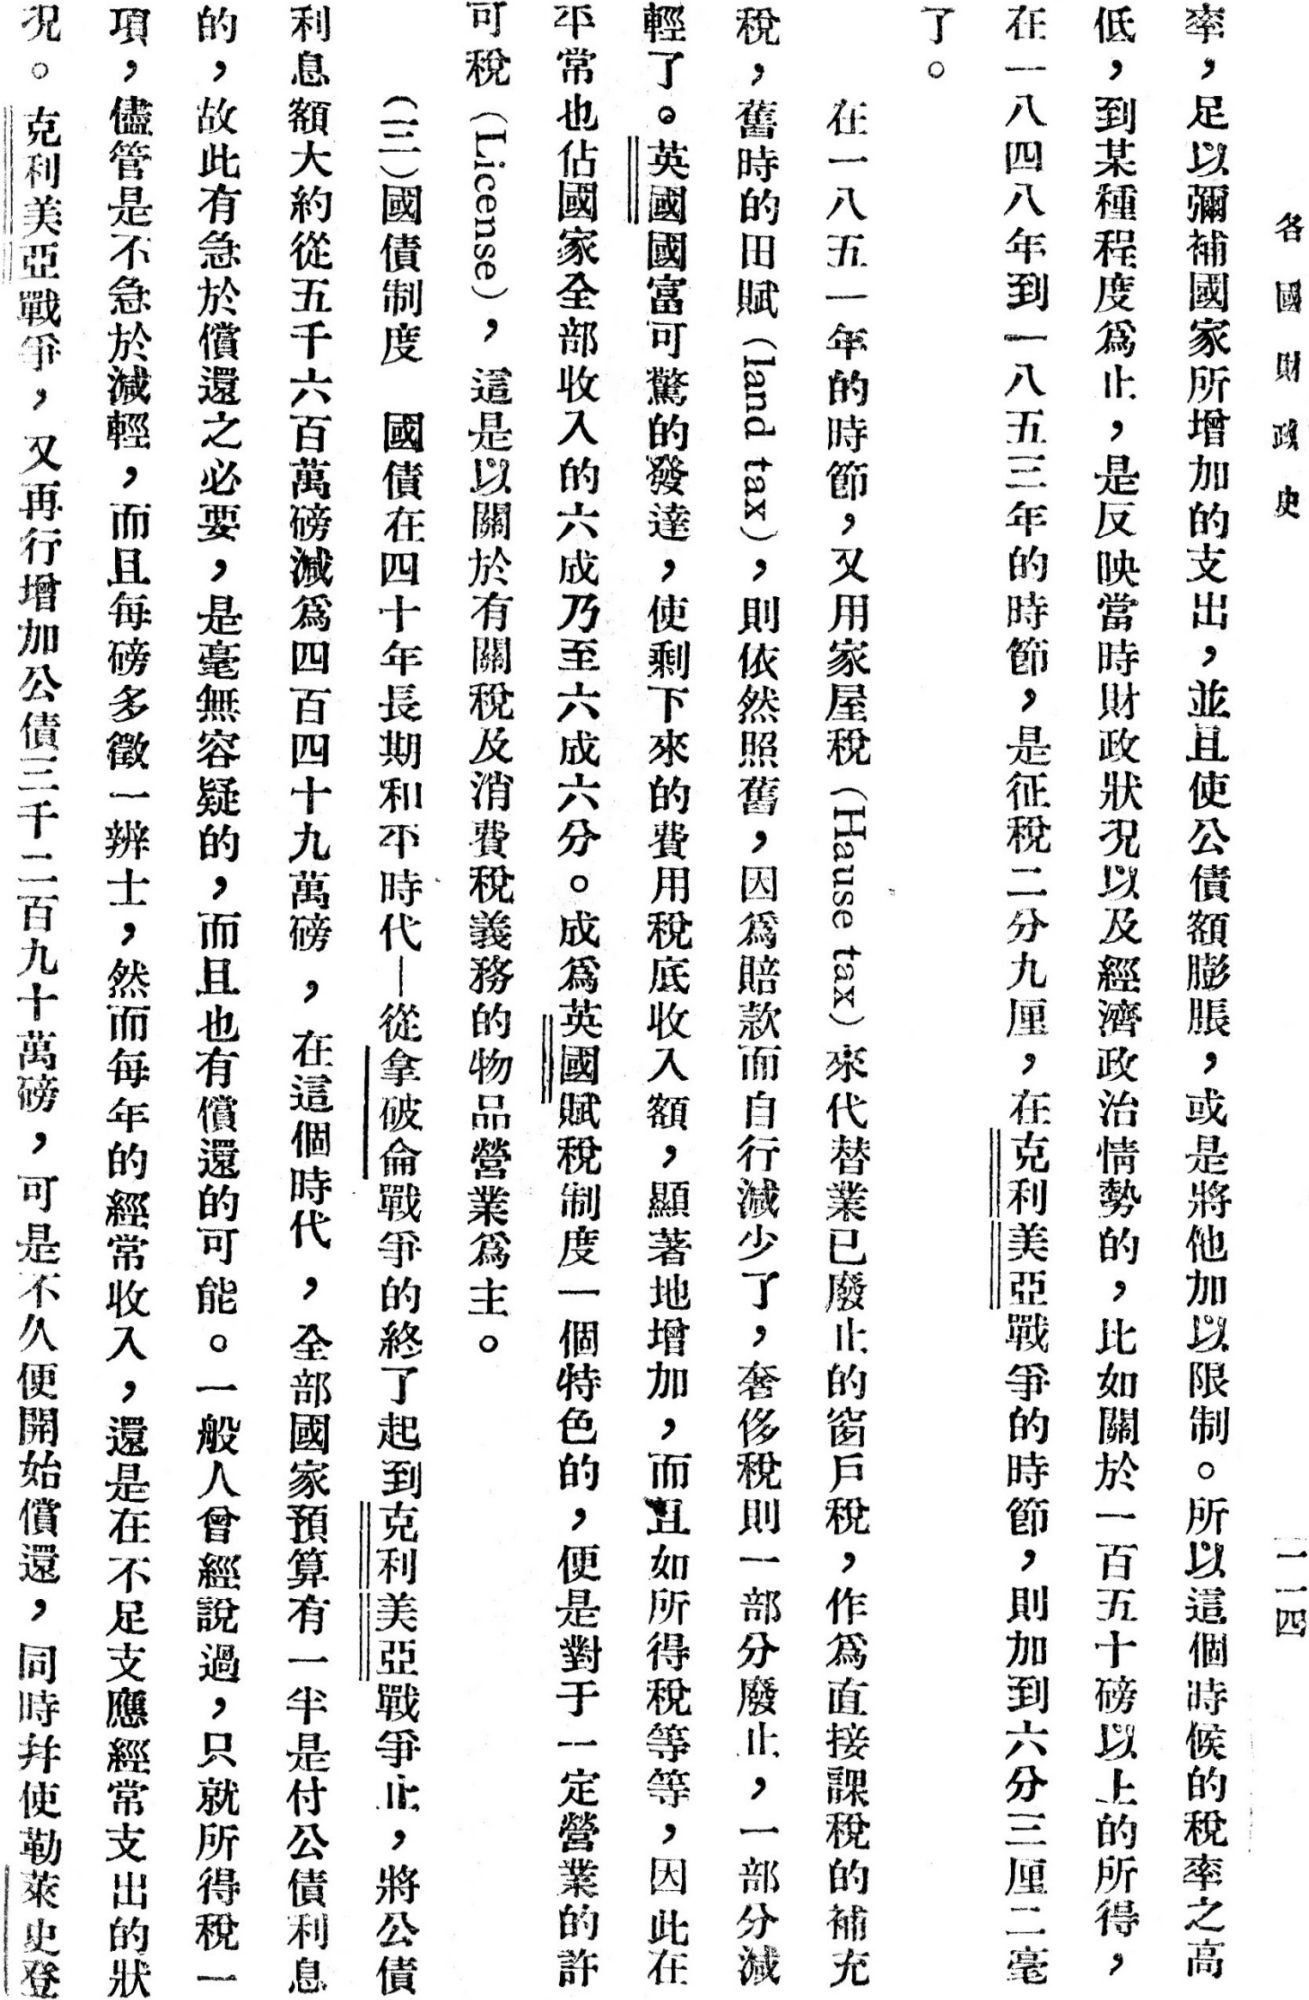 各國財政史
一一四
率，足以彌補國家所增加的支出，並且使公債額膨脹，或是將他加以限制。所以這個時候的稅率之高
低，到某種程度爲止，是反映當時財政狀況以及經濟政治情勢的，比如關於一百五十磅以上的所得，
在一八四八年到一八五三年的時節，是征稅二分九厘，在克利美亞戰爭的時節，則加到六分三厘二毫
了。
在一八五一年的時節，又用家屋稅（Hause tax）來代替業已廢止的窗戶稅，作爲直接課稅的補充
稅，舊時的田賦（land tax），則依然照舊，因爲賠款而自行減少了，奢侈稅則一部分廢止，一部分減
輕了。英國國富可驚的發達，使剩下來的費用稅底收入額，顯著地增加，而且如所得稅等等，因此在
平常也佔國家全部收入的六成乃至六成六分。成爲英國賦稅制度一個特色的，便是對于一定營業的許
可稅（License），這是以關於有關稅及消費稅義務的物品營業爲主。
（三）國債制度　國債在四十年長期和平時代—從拿破侖戰爭的終了起到克利美亞戰爭止，將公債
利息額大約從五千六百萬磅減爲四百四十九萬磅，在這個時代，全部國家預算有一半是付公債利息
的，故此有急於償還之必要，是毫無容疑的，而且也有償還的可能。一般人曾經說過，只就所得稅一
項，儘管是不急於減輕，而且每磅多徵一辨士，然而每年的經常收入，還是在不足支應經常支出的狀
況。克利美亞戰爭，又再行增加公債三千二百九十萬磅，可是不久便開始償還，同時幷使勒萊史登